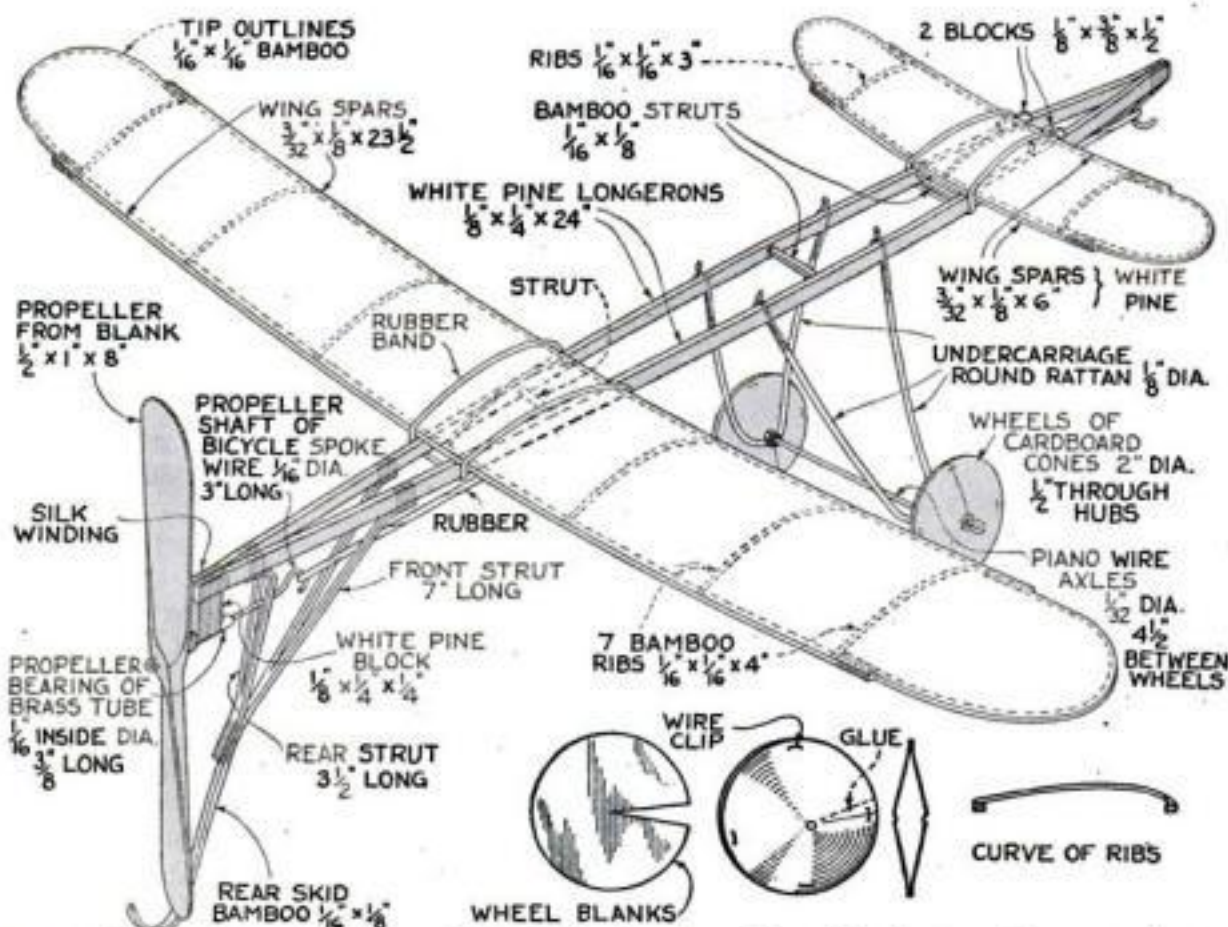 TIP OUTLINES
1/16" x 1/16" BAMBOO
2 BLOCKS 1/8" x 3/8" x 1/2"
RIBS 1/16" x 1/16" x 3"
WING SPARS
3/32" x 1/8" x 23 1/2"
BAMBOO STRUTS
1/16" x 1/8"
WHITE PINE LONGERONS
1/8" x 1/4" x 24"
WING SPARS } WHITE
3/32" x 1/8" x 6" PINE
STRUT
PROPELLER
FROM BLANK
1/2" x 1" x 8"
RUBBER
BAND
UNDERCARRIAGE
ROUND RATTAN 1/8" DIA.
PROPELLER
SHAFT OF
BICYCLE SPOKE
WIRE 1/16" DIA.
3" LONG
WHEELS OF
CARDBOARD
CONES 2" DIA.
1/2" THROUGH
HUBS
SILK
WINDING
RUBBER
FRONT STRUT
7" LONG
PIANO WIRE
AXLES
1/32" DIA.
4 1/2"
BETWEEN
WHEELS
WHITE PINE
BLOCK
1/8" x 1/4" x 1/4"
7 BAMBOO
RIBS 1/16" x 1/16" x 4"
PROPELLER
BEARING OF
BRASS TUBE
1/16" INSIDE DIA.
3/8" LONG
REAR STRUT
3 1/2" LONG
WIRE
CLIP
GLUE
CURVE OF RIBS
REAR SKID
BAMBOO 1/16" x 1/8"
WHEEL BLANKS